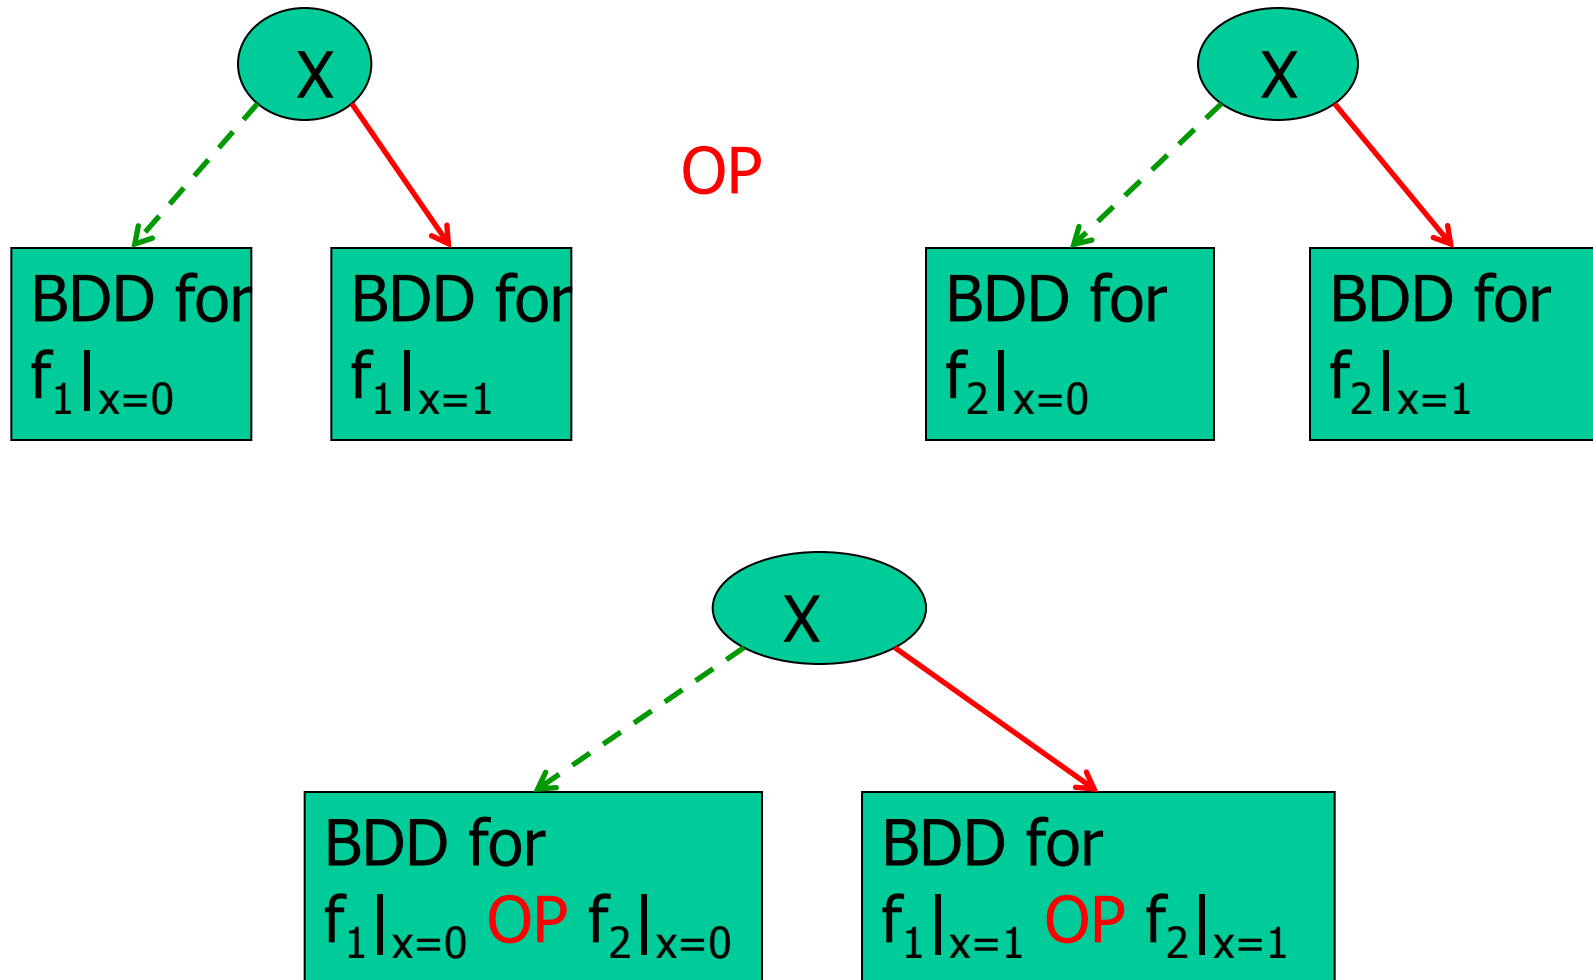 X
X
OP
BDD for
f₁|ₓ₌₀
BDD for
f₁|ₓ₌₁
BDD for
f₂|ₓ₌₀
BDD for
f₂|ₓ₌₁
X
BDD for
f₁|ₓ₌₀ OP f₂|ₓ₌₀
BDD for
f₁|ₓ₌₁ OP f₂|ₓ₌₁